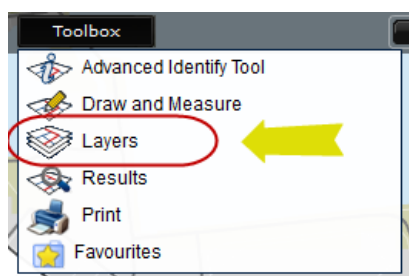 Toolbox
Advanced Identify Tool
Draw and Measure
Layers
Results
Print
Favourites